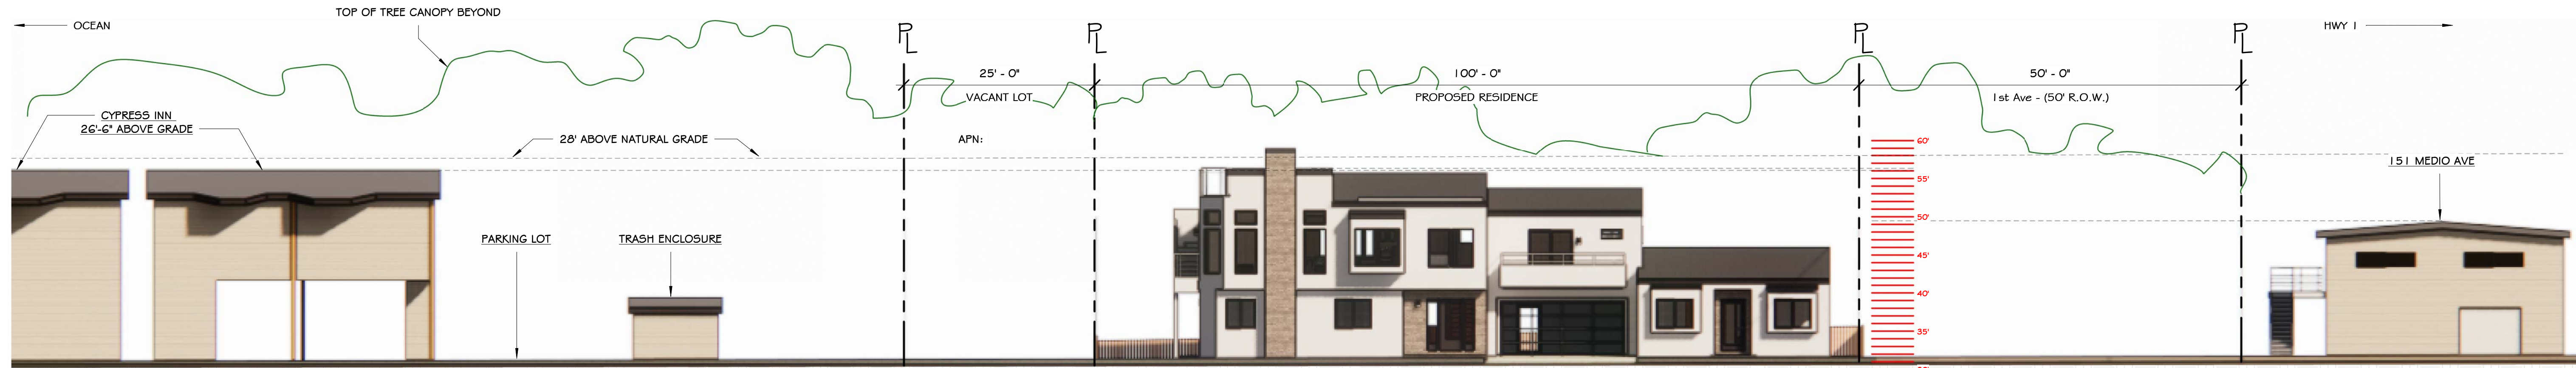 OCEAN
TOP OF TREE CANOPY BEYOND
PL
PL
PL
PL
HWY 1
25' - 0"
VACANT LOT
100' - 0"
PROPOSED RESIDENCE
50' - 0"
1st Ave - (50' R.O.W.)
CYPRESS INN
26'-6" ABOVE GRADE
28' ABOVE NATURAL GRADE
APN:
60'
55'
50'
45'
40'
35'
151 MEDIO AVE
PARKING LOT
TRASH ENCLOSURE